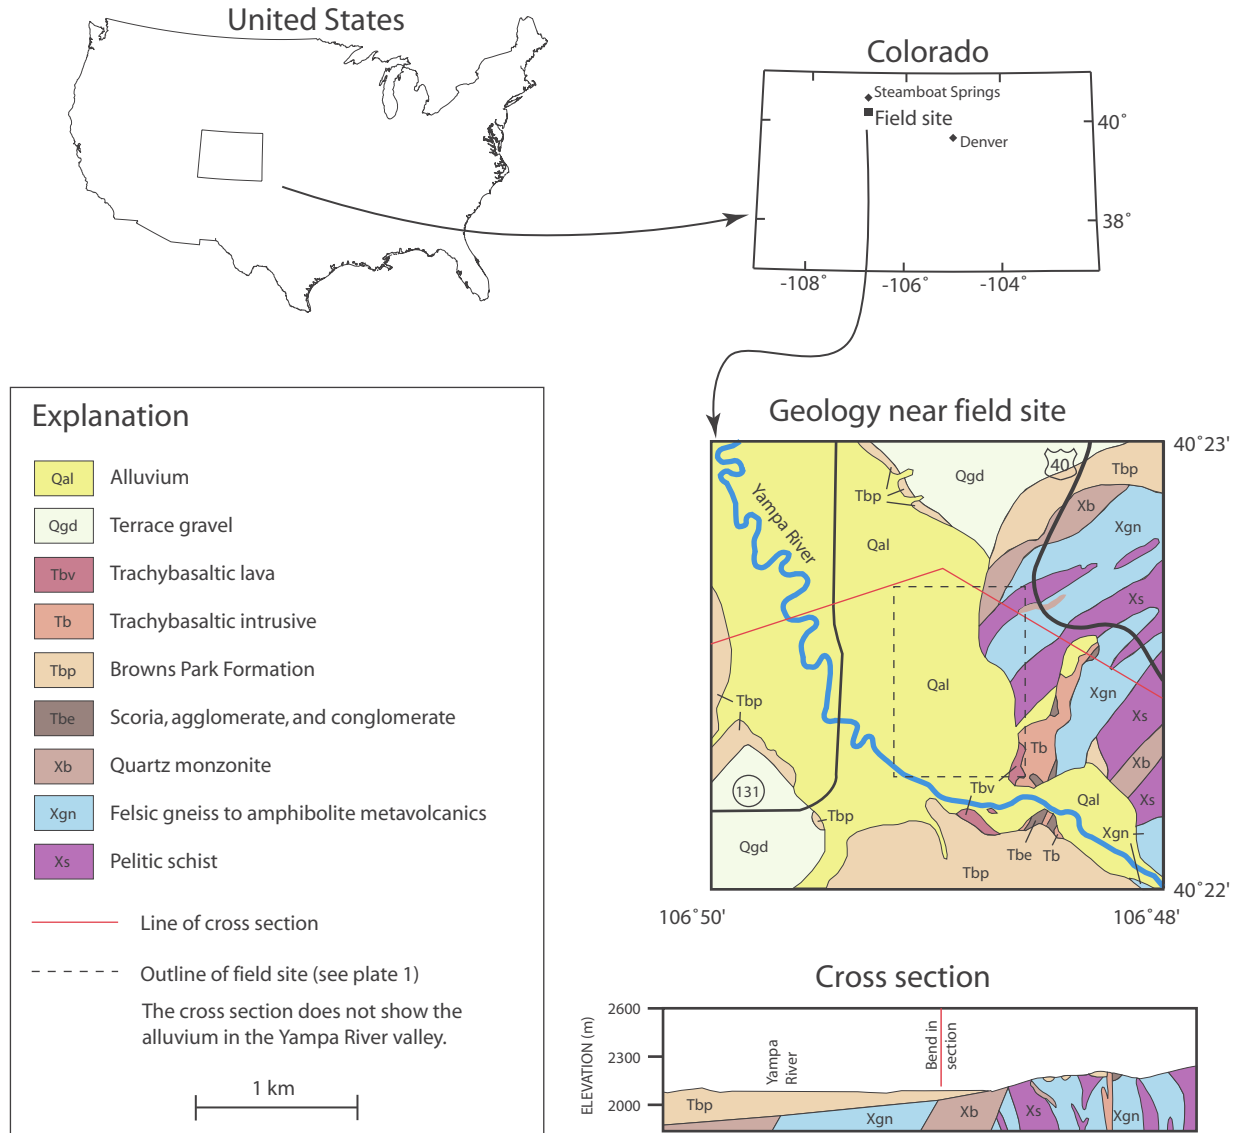 United States
Colorado
Steamboat Springs
Field site
Denver
40˚
38˚
-108˚
-106˚
-104˚
Explanation
Qal Alluvium
Qgd Terrace gravel
Tbv Trachybasaltic lava
Tb Trachybasaltic intrusive
Tbp Browns Park Formation
Tbe Scoria, agglomerate, and conglomerate
Xb Quartz monzonite
Xgn Felsic gneiss to amphibolite metavolcanics
Xs Pelitic schist
Line of cross section
Outline of field site (see plate 1)
The cross section does not show the
alluvium in the Yampa River valley.
1 km
Geology near field site
40˚23'
40
Qgd
Tbp
Tbp
Xb
Yampa River
Xgn
Qal
Xs
Qal
Xgn
Tbp
Xs
Tb
Xb
131
Tbv
Qal
Xs
Tbp
Xgn
Qgd
Tbe
Tb
Tbp
40˚22'
106˚50'
106˚48'
Cross section
ELEVATION (m)
2600
2300
2000
Yampa
River
Bend in
section
Tbp
Xgn
Xb
Xs
Xgn